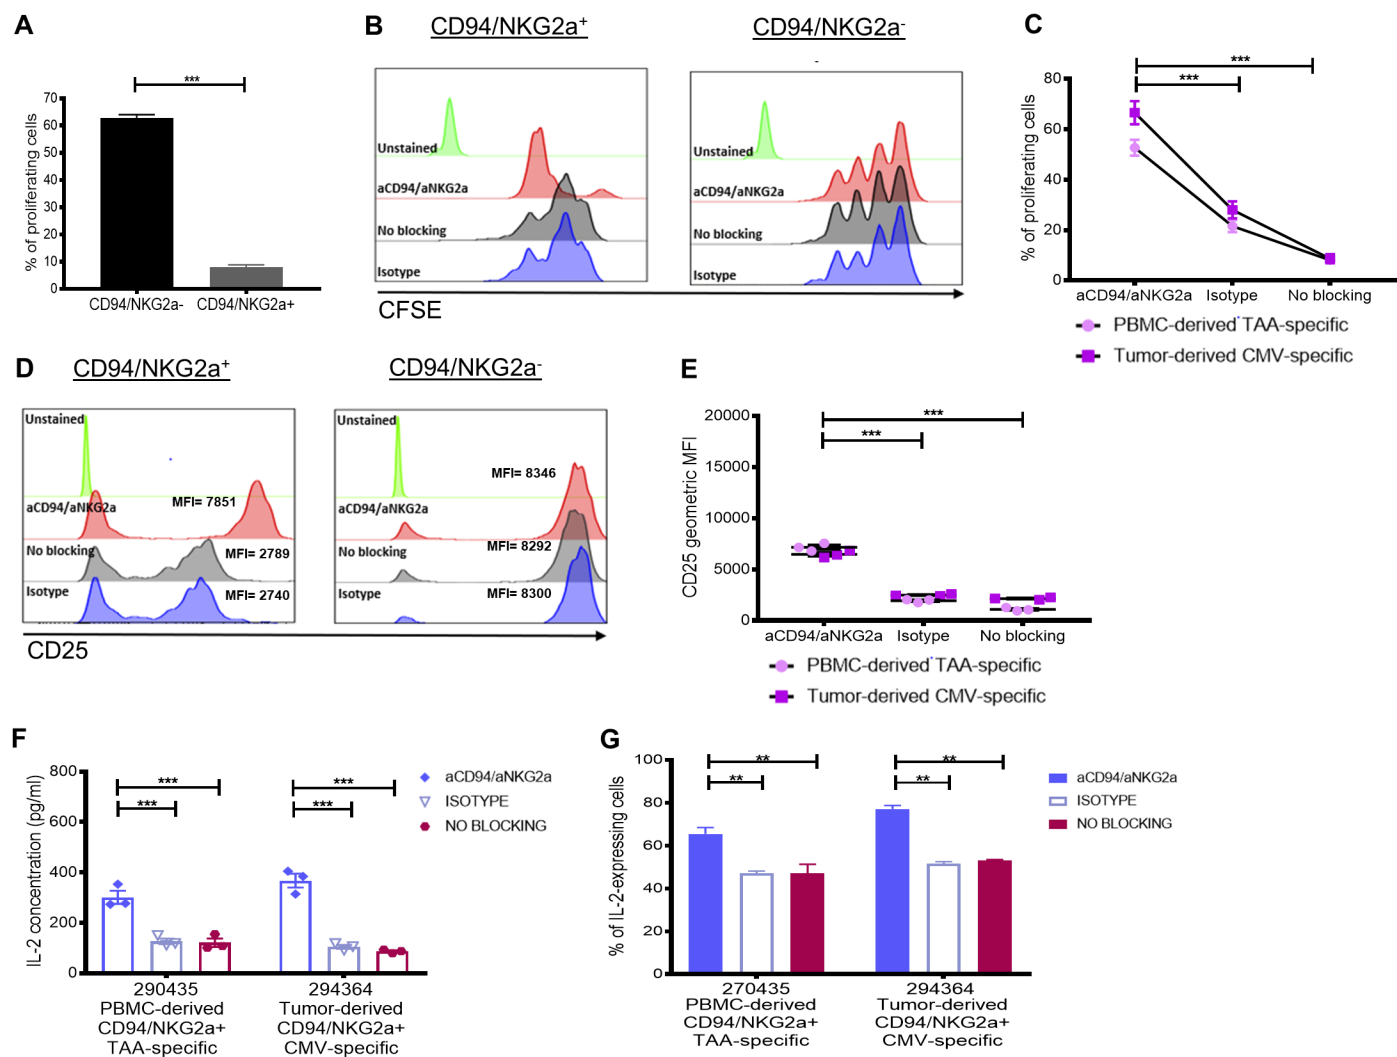 A
***
% of proliferating cells
70
60
50
40
30
20
10
0
CD94/NKG2a-
CD94/NKG2a+
B
CD94/NKG2a+
CD94/NKG2a-
-
Unstained
aCD94/aNKG2a
No blocking
Isotype
Unstained
aCD94/aNKG2a
No blocking
Isotype
CFSE
C
***
***
% of proliferating cells
80
60
40
20
0
aCD94/aNKG2a
Isotype
No blocking
PBMC-derived TAA-specific
Tumor-derived CMV-specific
D
CD94/NKG2a+
CD94/NKG2a-
Unstained
aCD94/aNKG2a
MFI= 7851
No blocking
MFI= 2789
Isotype
MFI= 2740
Unstained
MFI= 8346
aCD94/aNKG2a
No blocking
MFI= 8292
Isotype
MFI= 8300
CD25
E
***
***
CD25 geometric MFI
20000
15000
10000
5000
0
aCD94/aNKG2a
Isotype
No blocking
PBMC-derived TAA-specific
Tumor-derived CMV-specific
F
IL-2 concentration (pg/ml)
800
600
400
200
0
***
***
***
***
aCD94/aNKG2a
ISOTYPE
NO BLOCKING
290435
PBMC-derived
CD94/NKG2a+
TAA-specific
294364
Tumor-derived
CD94/NKG2a+
CMV-specific
G
% of IL-2-expressing cells
100
80
60
40
20
0
**
**
**
**
aCD94/aNKG2a
ISOTYPE
NO BLOCKING
270435
PBMC-derived
CD94/NKG2a+
TAA-specific
294364
Tumor-derived
CD94/NKG2a+
CMV-specific